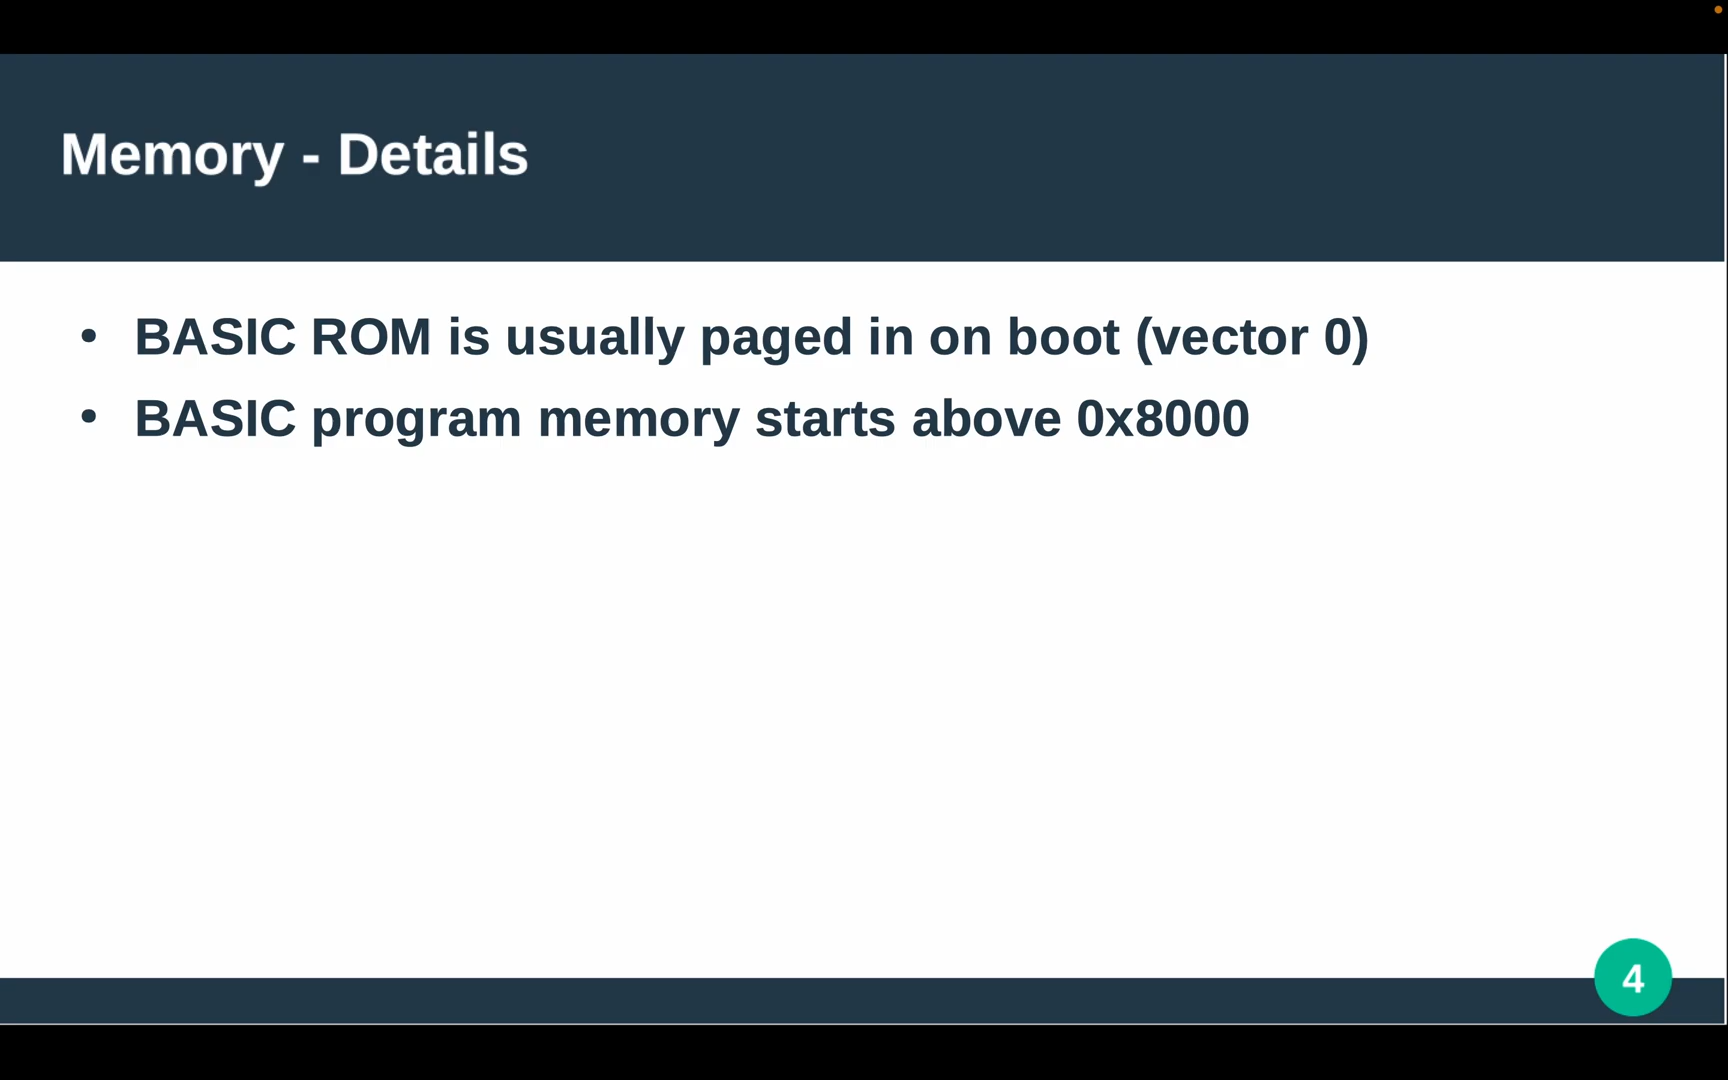 Memory - Details
• BASIC ROM is usually paged in on boot (vector 0)
• BASIC program memory starts above 0x8000
4